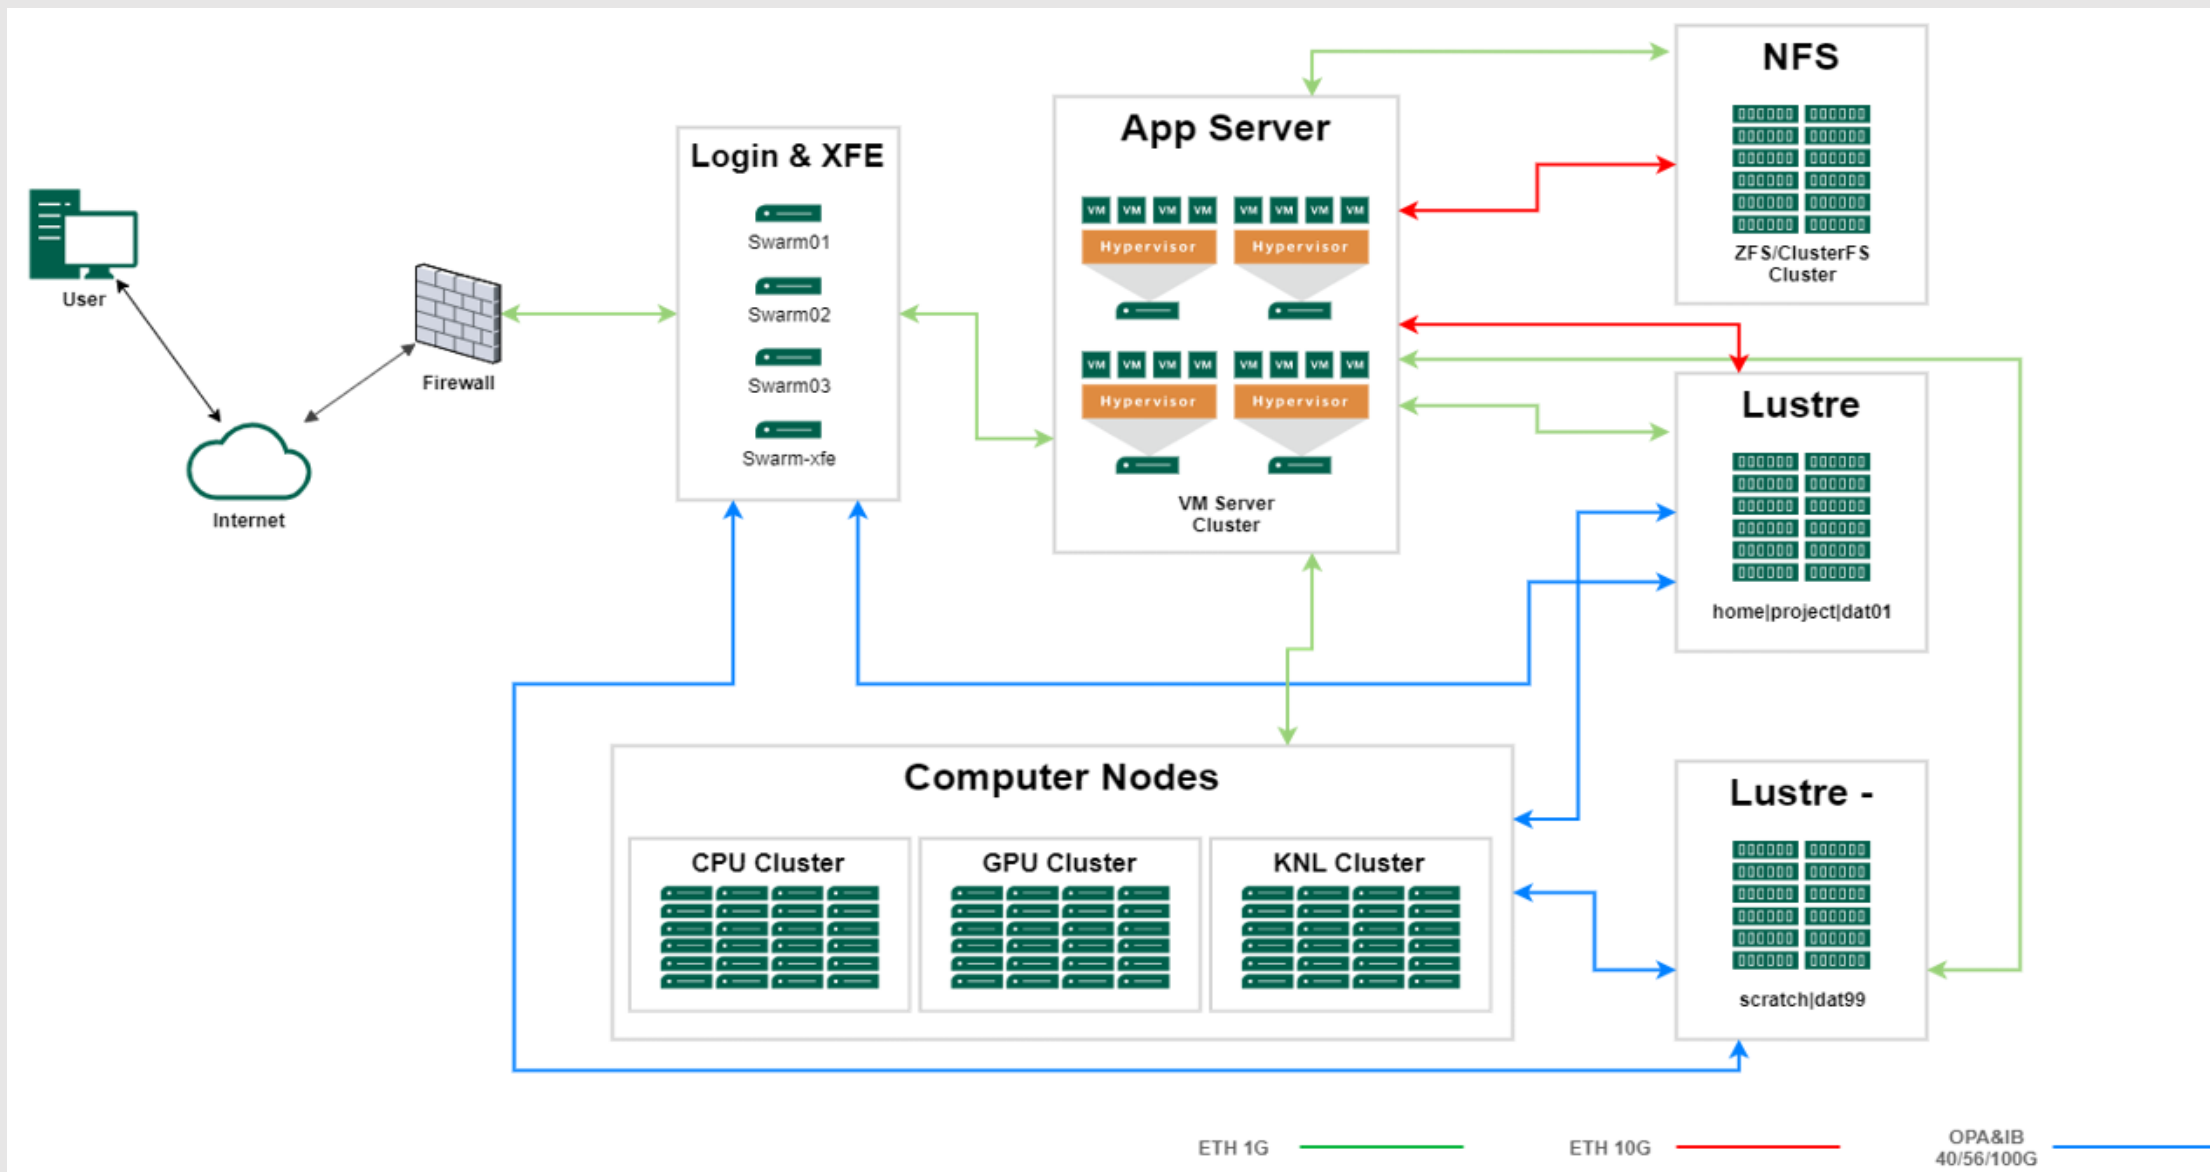 User
Internet
Firewall
Login & XFE
Swarm01
Swarm02
Swarm03
Swarm-xfe
App Server
VM VM VM VM VM VM VM VM
Hypervisor Hypervisor
VM VM VM VM VM VM VM VM
Hypervisor Hypervisor
VM Server
Cluster
NFS
ZFS/ClusterFS
Cluster
Lustre
home|project|dat01
Computer Nodes
CPU Cluster
GPU Cluster
KNL Cluster
Lustre -
scratch|dat99
ETH 1G
ETH 10G
OPA&IB
40/56/100G